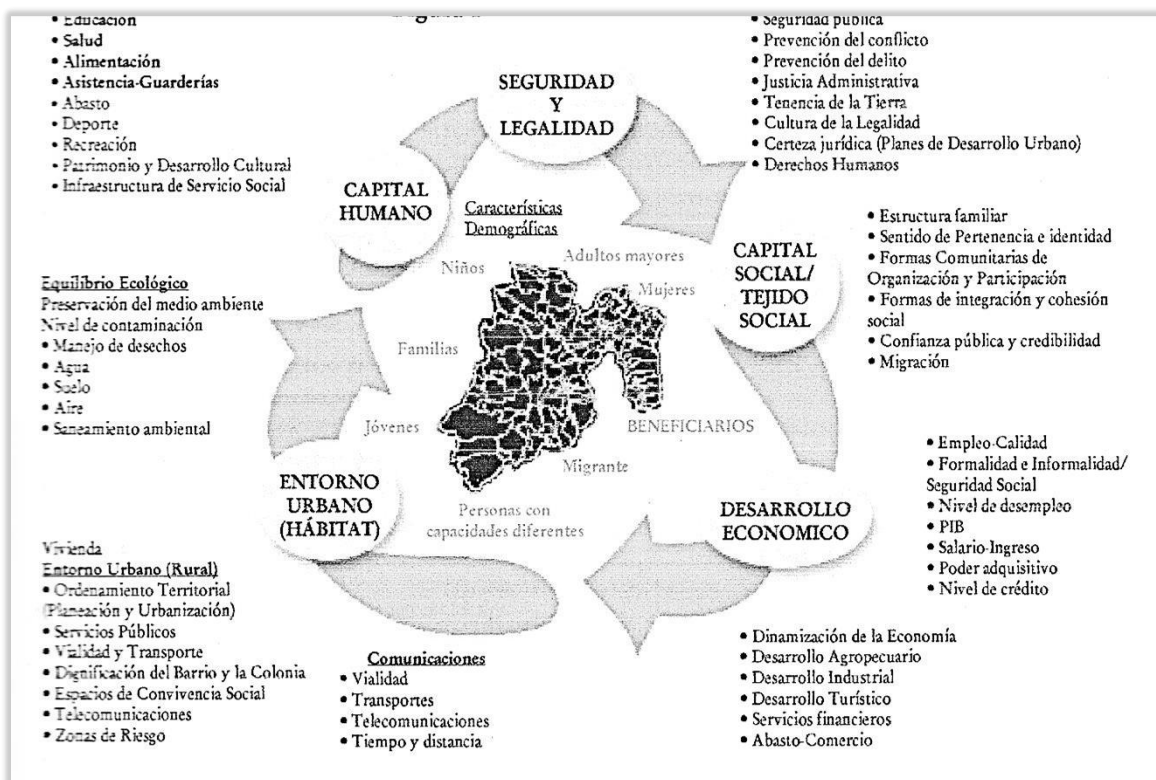 • Educación
• Salud
• Alimentación
• Asistencia-Guarderías
• Abasto
• Deporte
• Recreación
• Patrimonio y Desarrollo Cultural
• Infraestructura de Servicio Social
SEGURIDAD
Y
LEGALIDAD
• Seguridad pública
• Prevención del conflicto
• Prevención del delito
• Justicia Administrativa
• Tenencia de la Tierra
• Cultura de la Legalidad
• Certeza jurídica (Planes de Desarrollo Urbano)
• Derechos Humanos
CAPITAL
HUMANO
Características
Demográficas
Niños
Adultos mayores
Mujeres
Familias
Jóvenes
BENEFICIARIOS
Migrante
Personas con
capacidades diferentes
CAPITAL
SOCIAL/
TEJIDO
SOCIAL
• Estructura familiar
• Sentido de Pertenencia e identidad
• Formas Comunitarias de
Organización y Participación
• Formas de integración y cohesión
social
• Confianza pública y credibilidad
• Migración
Equilibrio Ecológico
Preservación del medio ambiente
Nivel de contaminación
• Manejo de desechos
• Agua
• Suelo
• Aire
• Saneamiento ambiental
ENTORNO
URBANO
(HÁBITAT)
DESARROLLO
ECONOMICO
• Empleo-Calidad
• Formalidad e Informalidad/
Seguridad Social
• Nivel de desempleo
• PIB
• Salario-Ingreso
• Poder adquisitivo
• Nivel de crédito
Vivienda
Entorno Urbano (Rural)
• Ordenamiento Territorial
(Planeación y Urbanización)
• Servicios Públicos
• Vialidad y Transporte
• Dignificación del Barrio y la Colonia
• Espacios de Convivencia Social
• Telecomunicaciones
• Zonas de Riesgo
Comunicaciones
• Vialidad
• Transportes
• Telecomunicaciones
• Tiempo y distancia
• Dinamización de la Economía
• Desarrollo Agropecuario
• Desarrollo Industrial
• Desarrollo Turístico
• Servicios financieros
• Abasto-Comercio